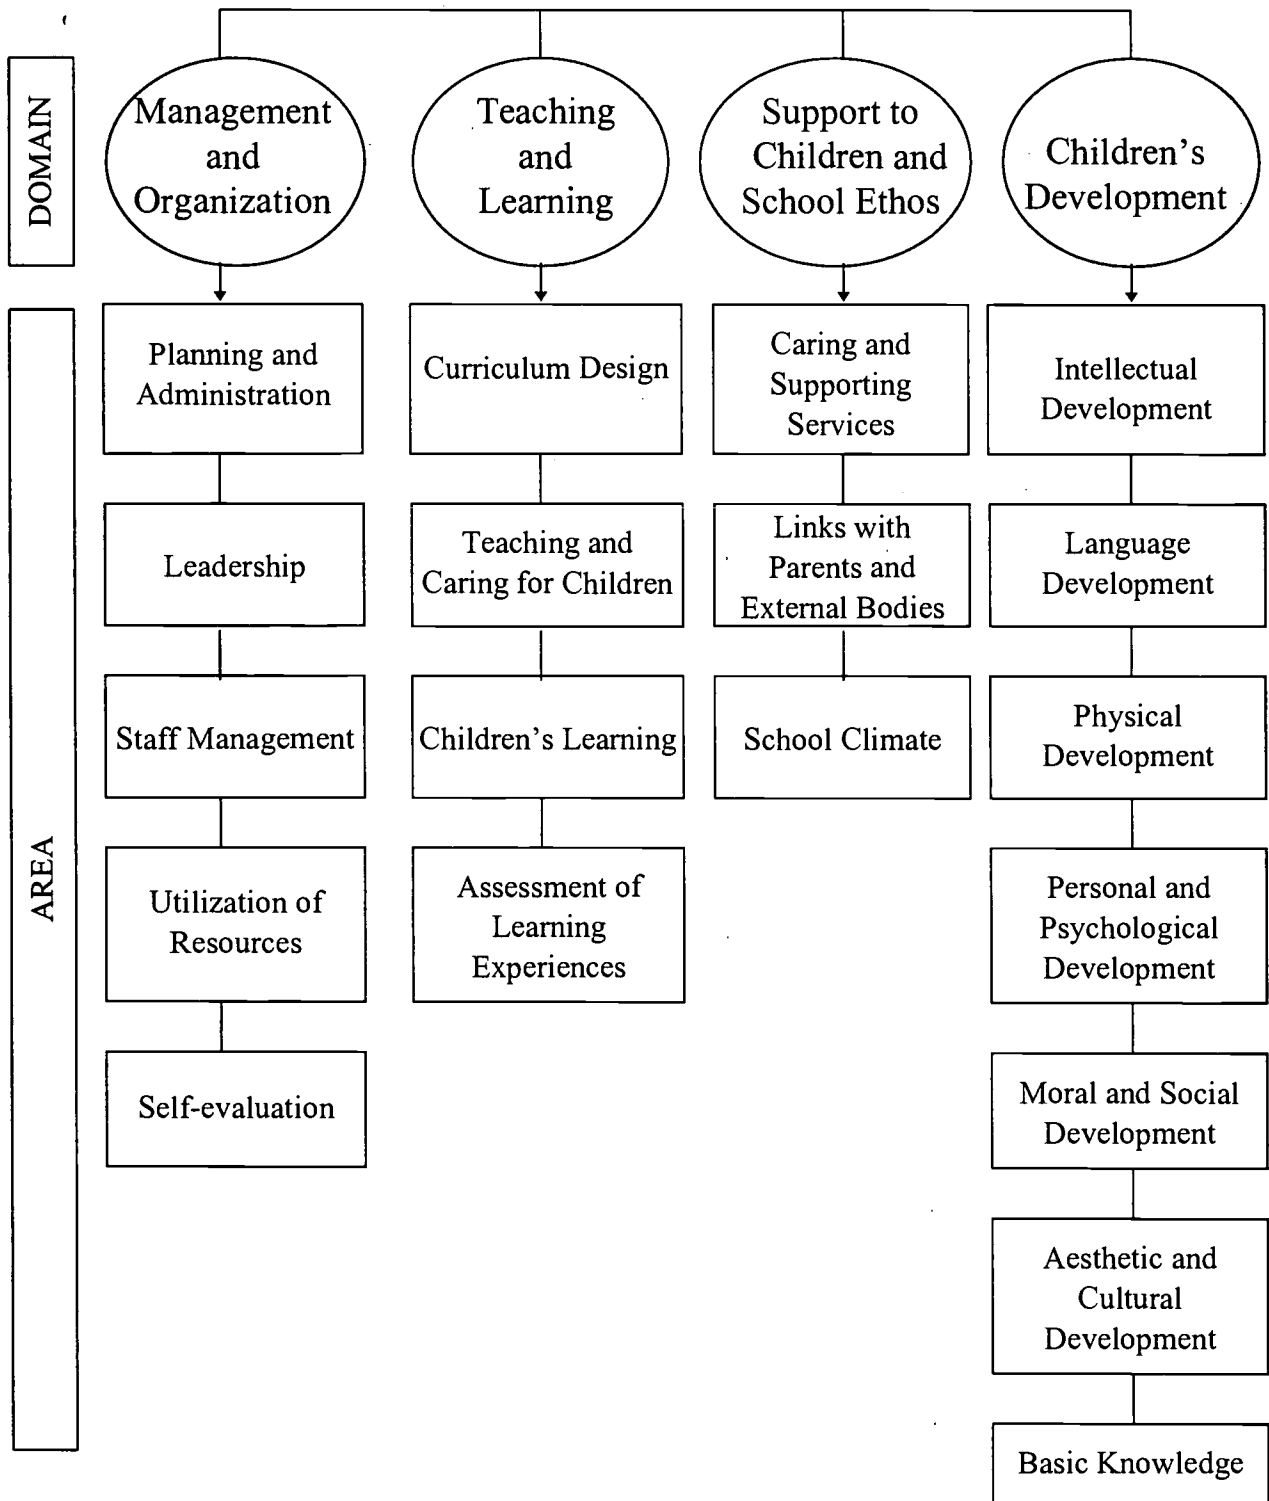 DOMAIN
Management
and
Organization
Teaching
and
Learning
Support to
Children and
School Ethos
Children's
Development
AREA
Planning and
Administration
Leadership
Staff Management
Utilization of
Resources
Self-evaluation
Curriculum Design
Teaching and
Caring for Children
Children's Learning
Assessment of
Learning
Experiences
Caring and
Supporting
Services
Links with
Parents and
External Bodies
School Climate
Intellectual
Development
Language
Development
Physical
Development
Personal and
Psychological
Development
Moral and Social
Development
Aesthetic and
Cultural
Development
Basic Knowledge